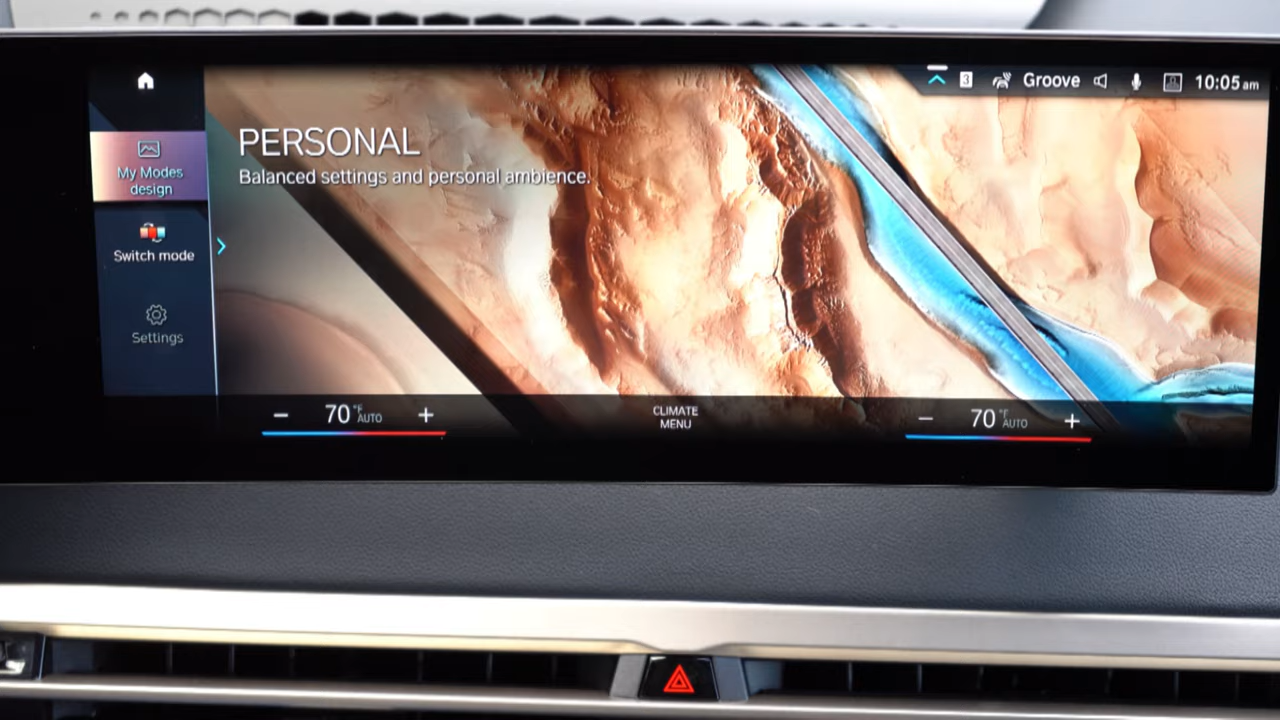 3 Groove 10:05 am
PERSONAL
Balanced settings and personal ambience.
My Modes
design
Switch mode
Settings
− 70 °F AUTO +
CLIMATE
MENU
− 70 °F AUTO +